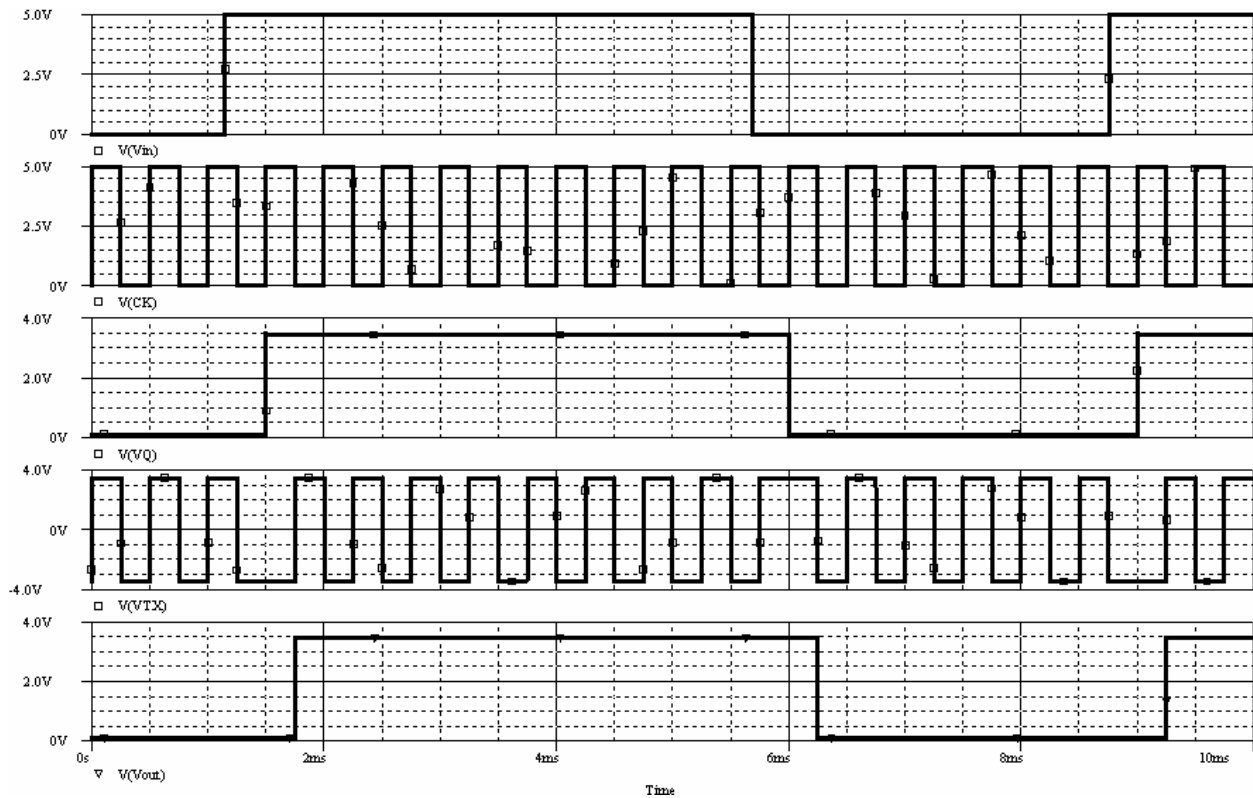 5.0V
2.5V
0V
V(Vin)
5.0V
2.5V
0V
V(CK)
4.0V
2.0V
0V
V(VQ)
4.0V
0V
-4.0V
V(VTX)
4.0V
2.0V
0V
0s 2ms 4ms 6ms 8ms 10ms
V(Vout)
Time